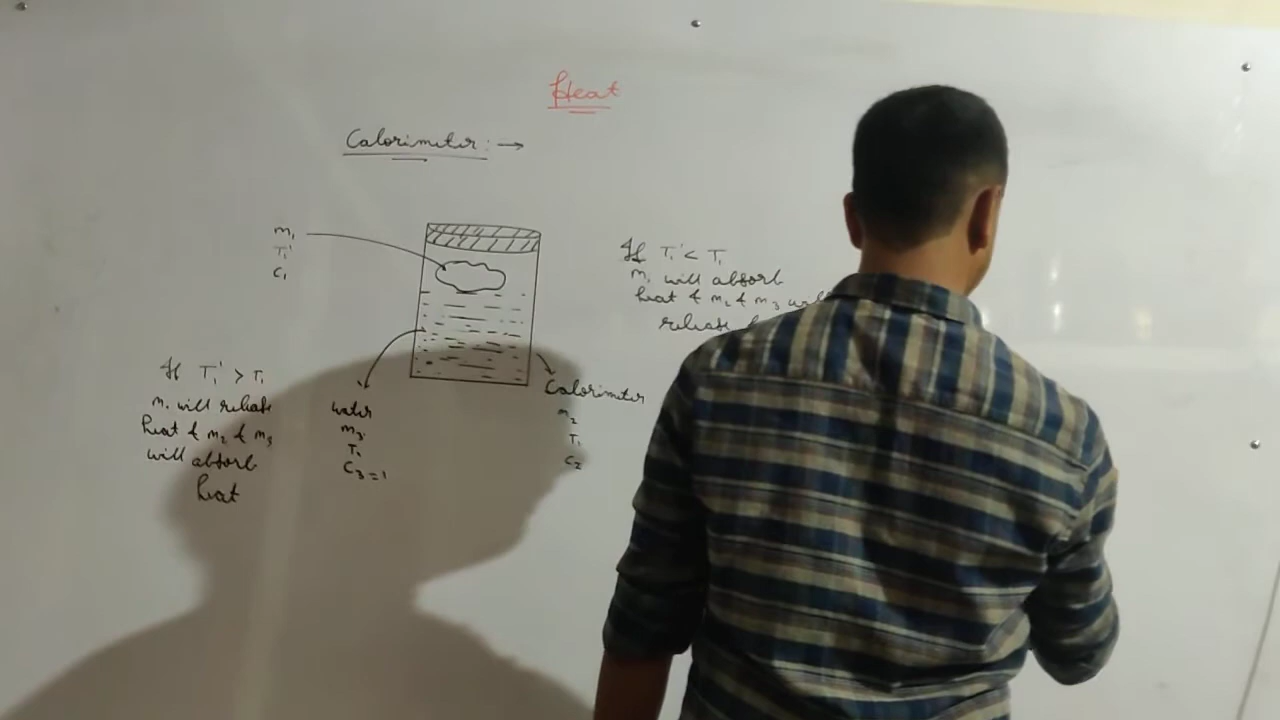 Heat
Calorimeter: →
m₁
T₁'
C₁
If T₁' < T₁
m₁ will absorb
heat & m₂ & m₃ will
release
If T₁' > T₁
m₁ will release
heat & m₂ & m₃
will absorb
heat
water
m₃
T₁
C₃ = 1
Calorimeter
m₂
T₁
C₂